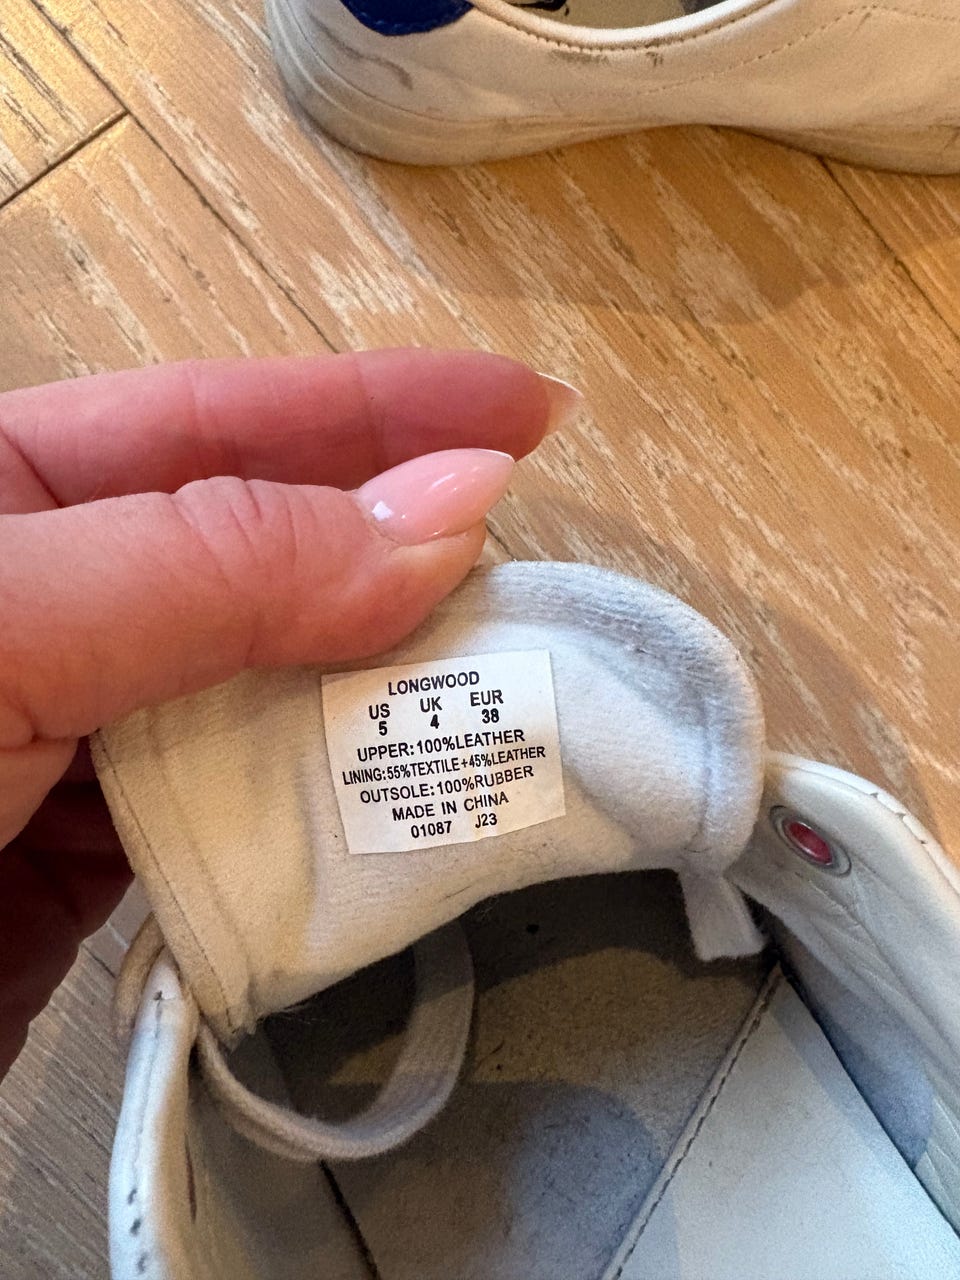 LONGWOOD
US UK EUR
5 4 38
UPPER:100%LEATHER
LINING:55%TEXTILE+45%LEATHER
OUTSOLE:100%RUBBER
MADE IN CHINA
01087 J23